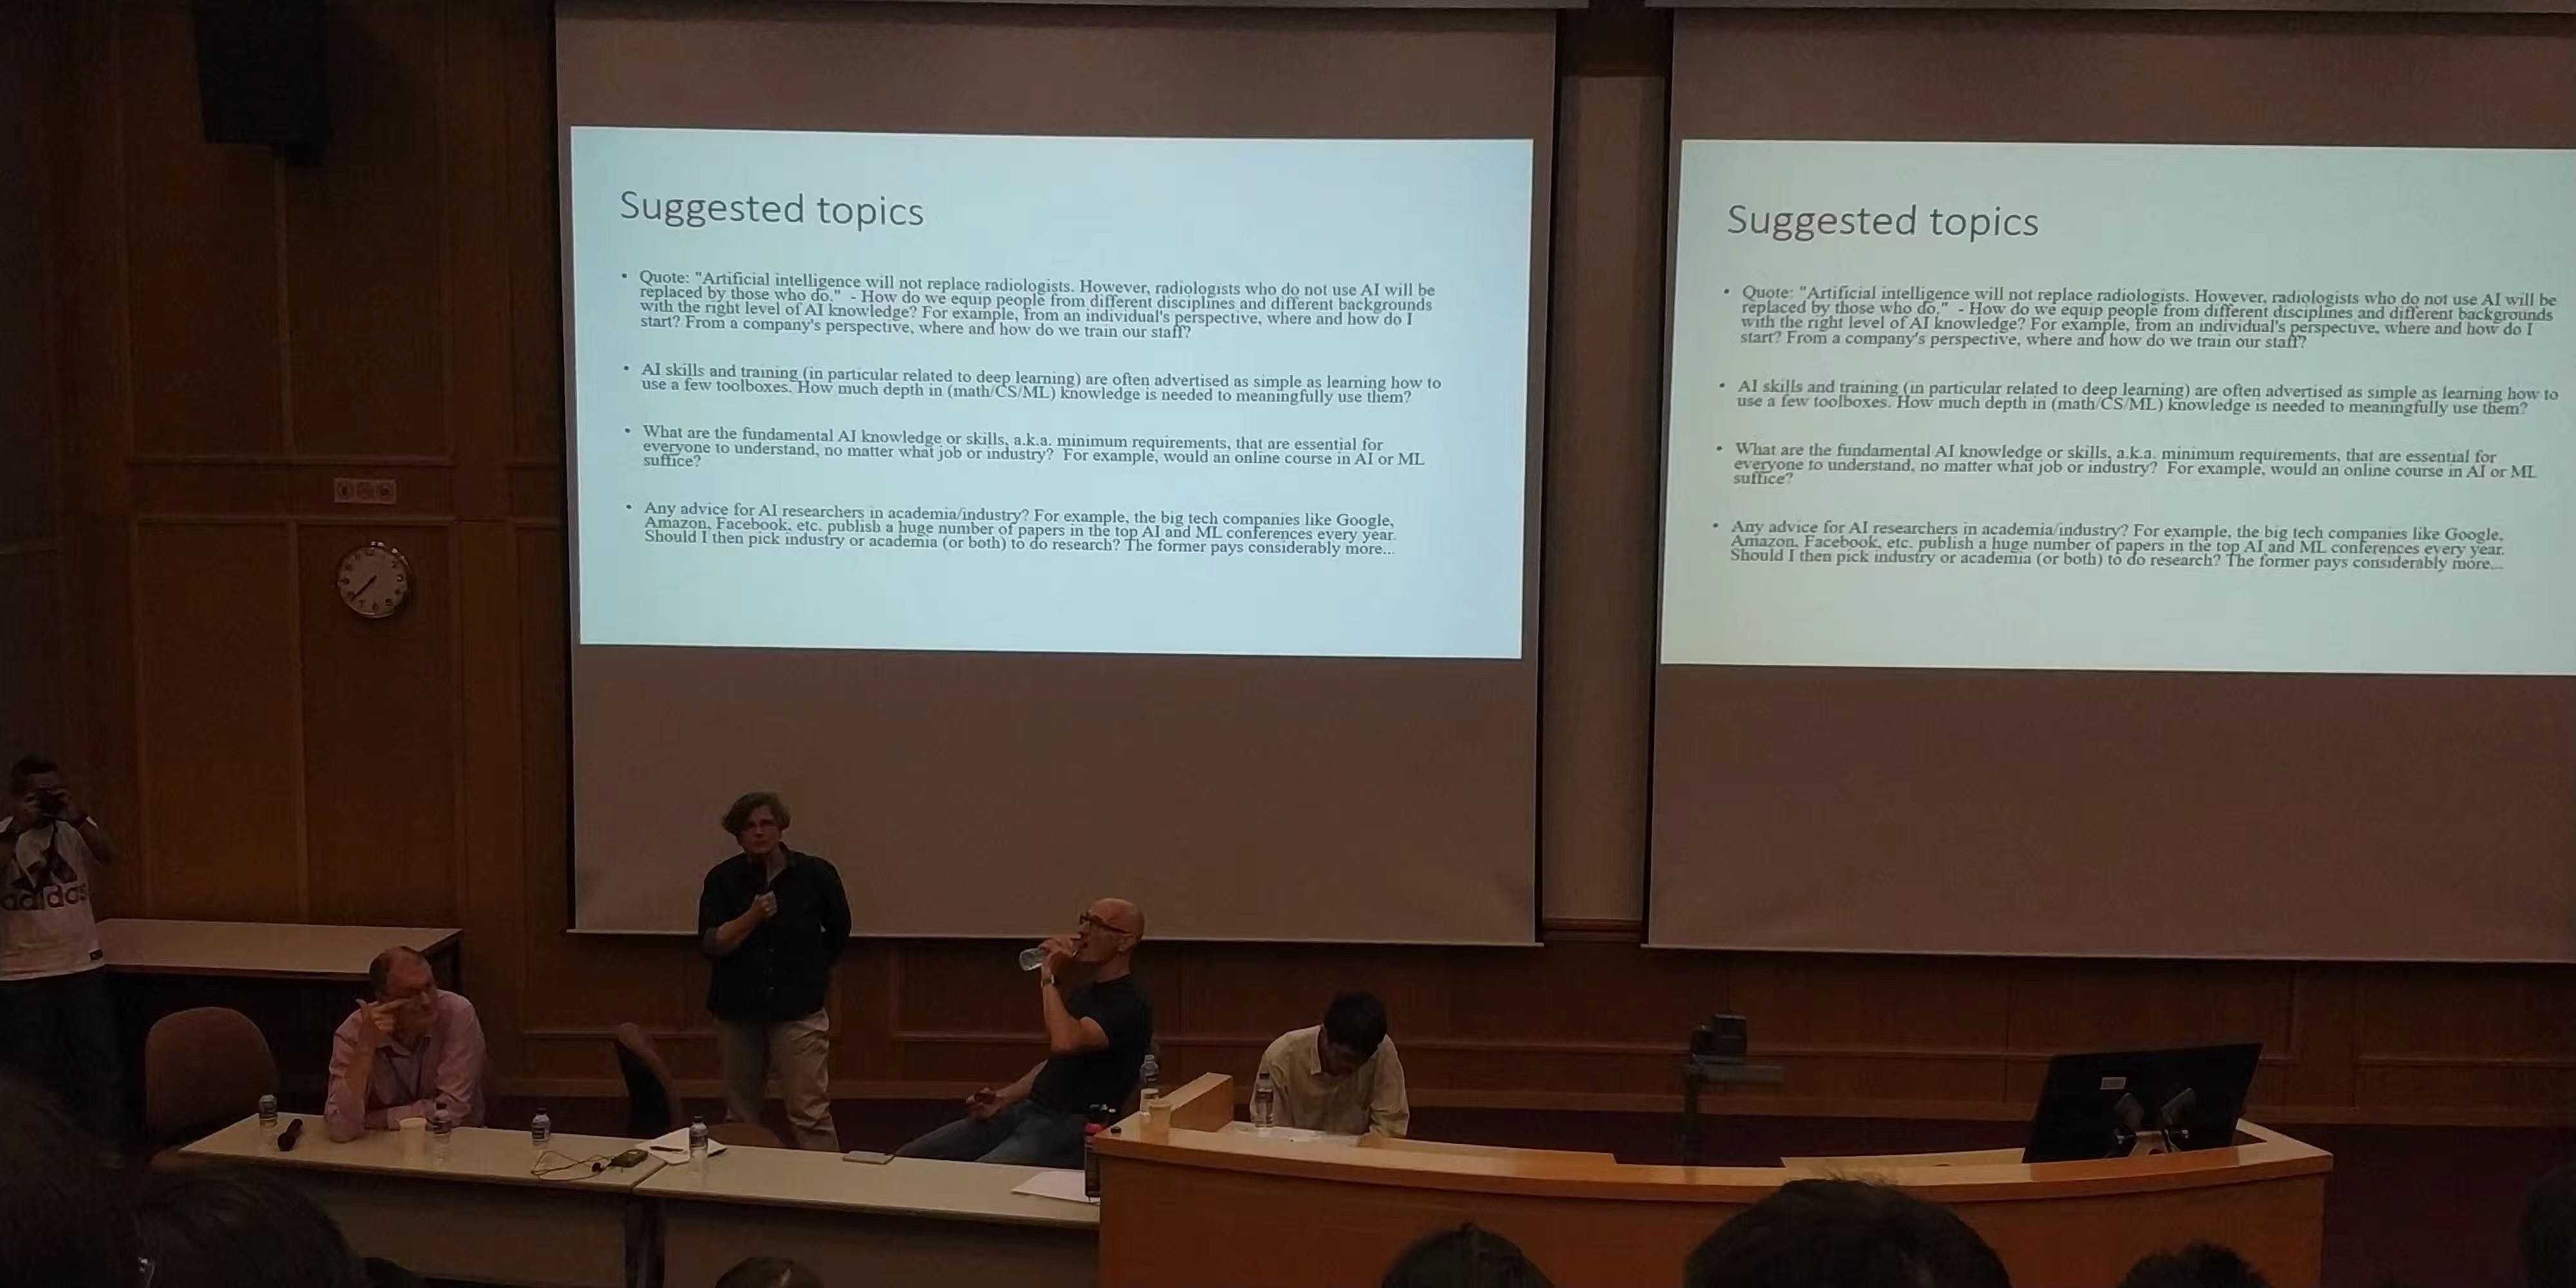 Suggested topics
• Quote: "Artificial intelligence will not replace radiologists. However, radiologists who do not use AI will be
replaced by those who do." - How do we equip people from different disciplines and different backgrounds
with the right level of AI knowledge? For example, from an individual's perspective, where and how do I
start? From a company's perspective, where and how do we train our staff?
• AI skills and training (in particular related to deep learning) are often advertised as simple as learning how to
use a few toolboxes. How much depth in (math/CS/ML) knowledge is needed to meaningfully use them?
• What are the fundamental AI knowledge or skills, a.k.a. minimum requirements, that are essential for
everyone to understand, no matter what job or industry? For example, would an online course in AI or ML
suffice?
• Any advice for AI researchers in academia/industry? For example, the big tech companies like Google,
Amazon, Facebook, etc. publish a huge number of papers in the top AI and ML conferences every year.
Should I then pick industry or academia (or both) to do research? The former pays considerably more...
Suggested topics
• Quote: "Artificial intelligence will not replace radiologists. However, radiologists who do not use AI will be
replaced by those who do." - How do we equip people from different disciplines and different backgrounds
with the right level of AI knowledge? For example, from an individual's perspective, where and how do I
start? From a company's perspective, where and how do we train our staff?
• AI skills and training (in particular related to deep learning) are often advertised as simple as learning how to
use a few toolboxes. How much depth in (math/CS/ML) knowledge is needed to meaningfully use them?
• What are the fundamental AI knowledge or skills, a.k.a. minimum requirements, that are essential for
everyone to understand, no matter what job or industry? For example, would an online course in AI or ML
suffice?
• Any advice for AI researchers in academia/industry? For example, the big tech companies like Google,
Amazon, Facebook, etc. publish a huge number of papers in the top AI and ML conferences every year.
Should I then pick industry or academia (or both) to do research? The former pays considerably more...
adidas